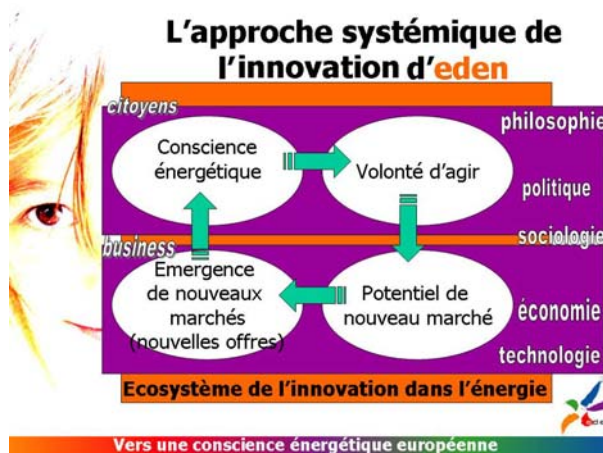 L'approche systémique de
l'innovation d'eden
citoyens
philosophie
Conscience
énergétique
Volonté d'agir
politique
sociologie
business
Emergence
de nouveaux
marchés
(nouvelles offres)
Potentiel de
nouveau marché
économie
technologie
Ecosystème de l'innovation dans l'énergie
Vers une conscience énergétique européenne